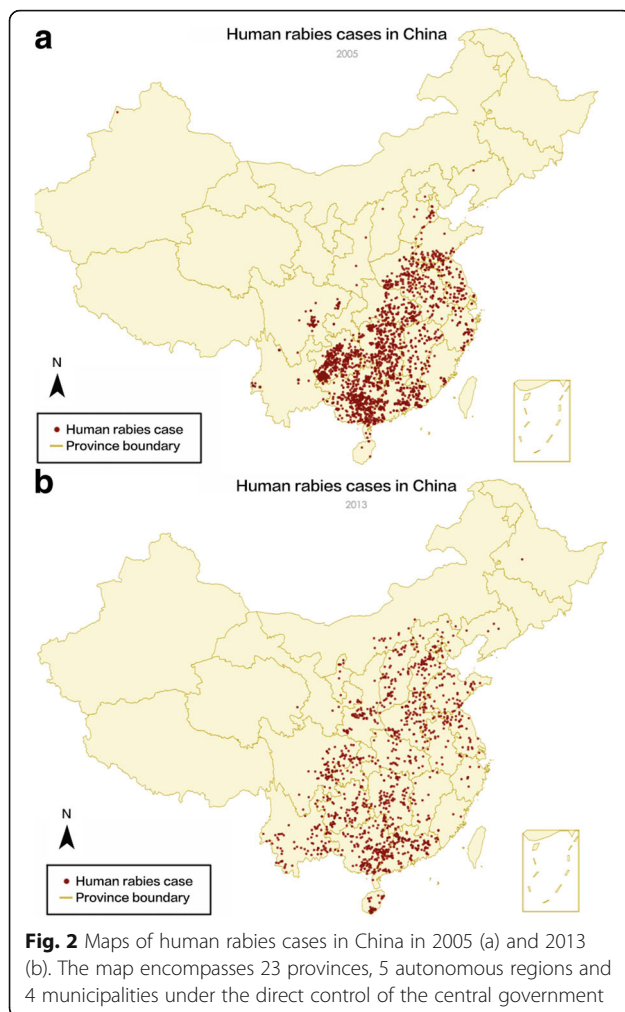 a
Human rabies cases in China
2005
N
Human rabies case
Province boundary
b
Human rabies cases in China
2013
N
Human rabies case
Province boundary
Fig. 2 Maps of human rabies cases in China in 2005 (a) and 2013
(b). The map encompasses 23 provinces, 5 autonomous regions and
4 municipalities under the direct control of the central government